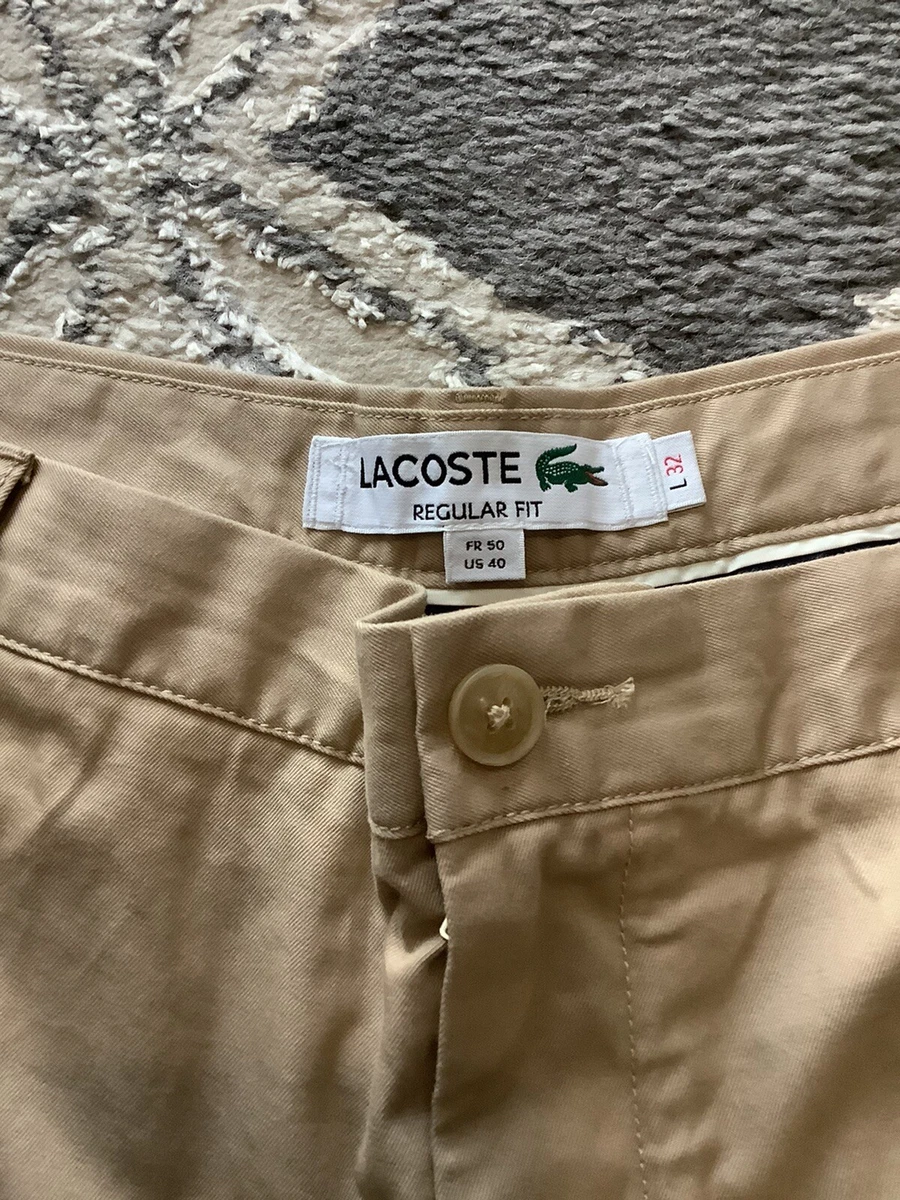 LACOSTE
REGULAR FIT
L 32
FR 50
US 40